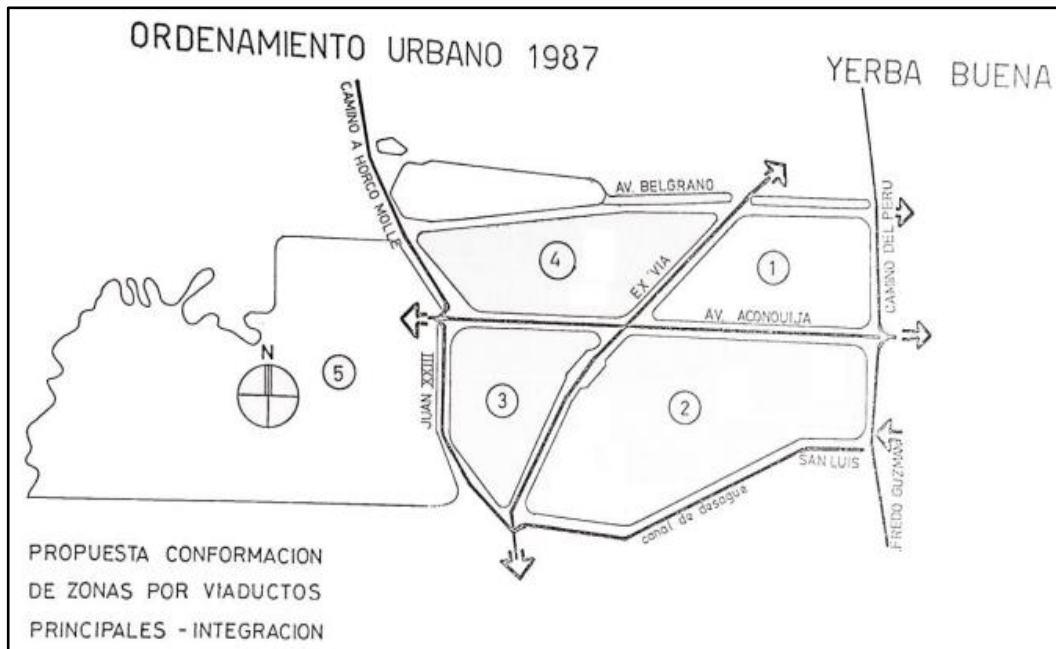 ORDENAMIENTO URBANO 1987
YERBA BUENA
CAMINO A HORCO MOLLE
AV. BELGRANO
CAMINO DEL PERU
4
1
EX VIA
AV. ACONQUIJA
N
5
JUAN XXIII
3
2
SAN LUIS
FREDO GUZMAN
canal de desague
PROPUESTA CONFORMACION
DE ZONAS POR VIADUCTOS
PRINCIPALES - INTEGRACION